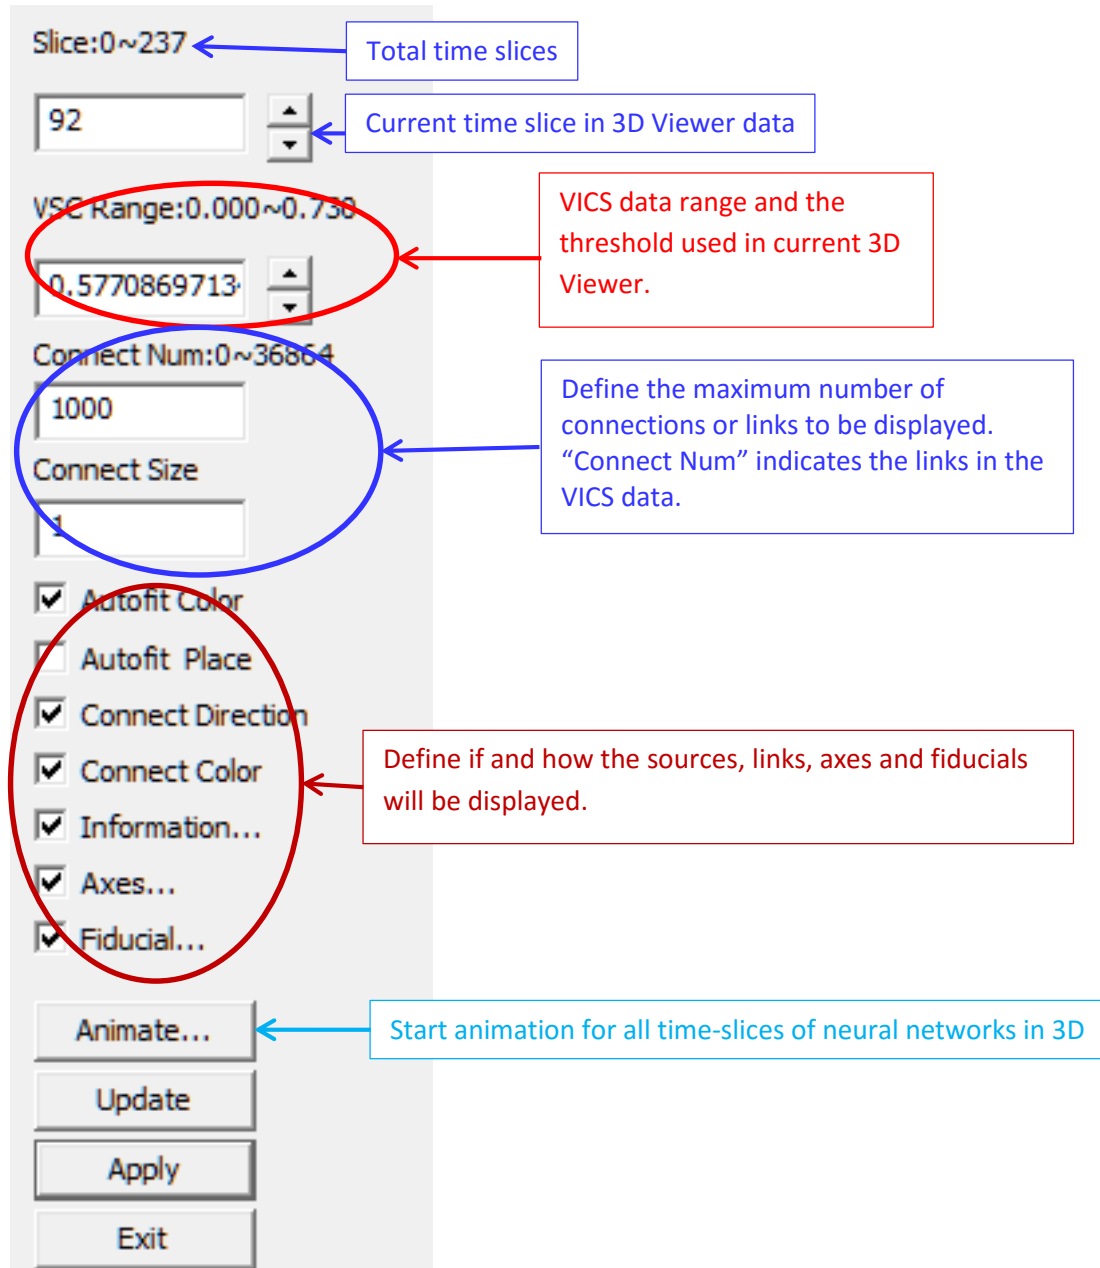 Slice:0~237
Total time slices
92
Current time slice in 3D Viewer data
VSC Range:0.000~0.730
VICS data range and the
threshold used in current 3D
Viewer.
0.5770869713
Connect Num:0~36864
1000
Connect Size
1
Define the maximum number of
connections or links to be displayed.
“Connect Num” indicates the links in the
VICS data.
Autofit Color
Autofit Place
Connect Direction
Connect Color
Information...
Axes...
Fiducial...
Define if and how the sources, links, axes and fiducials
will be displayed.
Animate...
Start animation for all time-slices of neural networks in 3D
Update
Apply
Exit